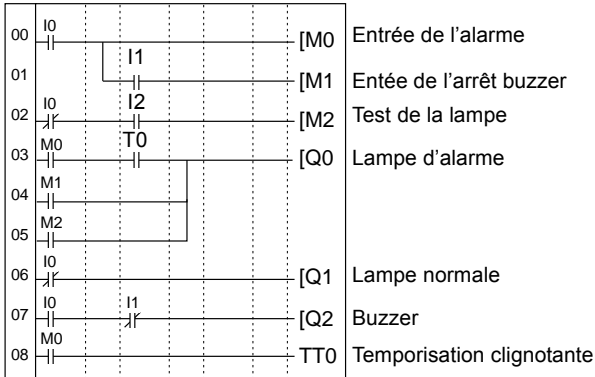 00 I0 [M0 Entrée de l'alarme
01 I1 [M1 Entée de l'arrêt buzzer
02 I0 I2 [M2 Test de la lampe
03 M0 T0 [Q0 Lampe d'alarme
04 M1
05 M2
06 I0 [Q1 Lampe normale
07 I0 I1 [Q2 Buzzer
08 M0 TT0 Temporisation clignotante